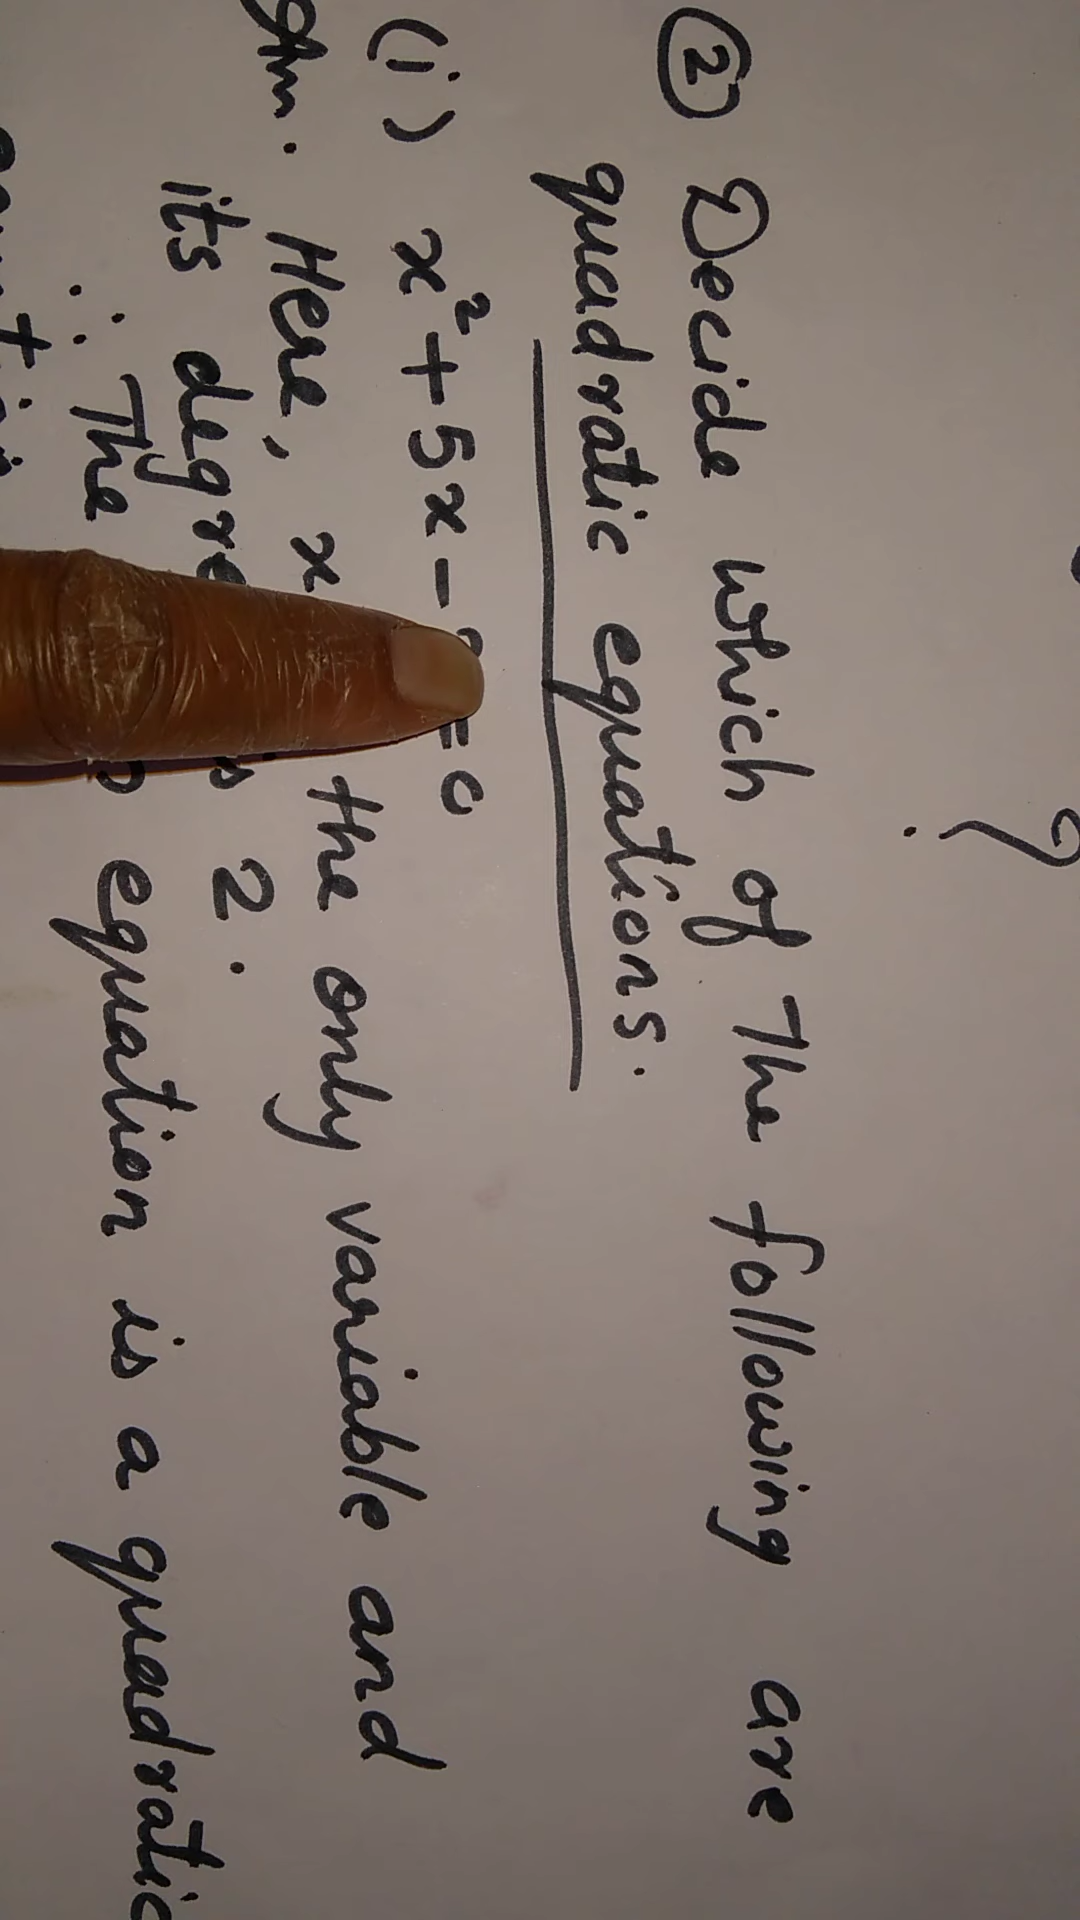 ?
② Decide which of the following are
quadratic equations.
(i) x² + 5x - = 0
Ans. Here, x the only variable and
its 2.
∴ The equation is a quadratic